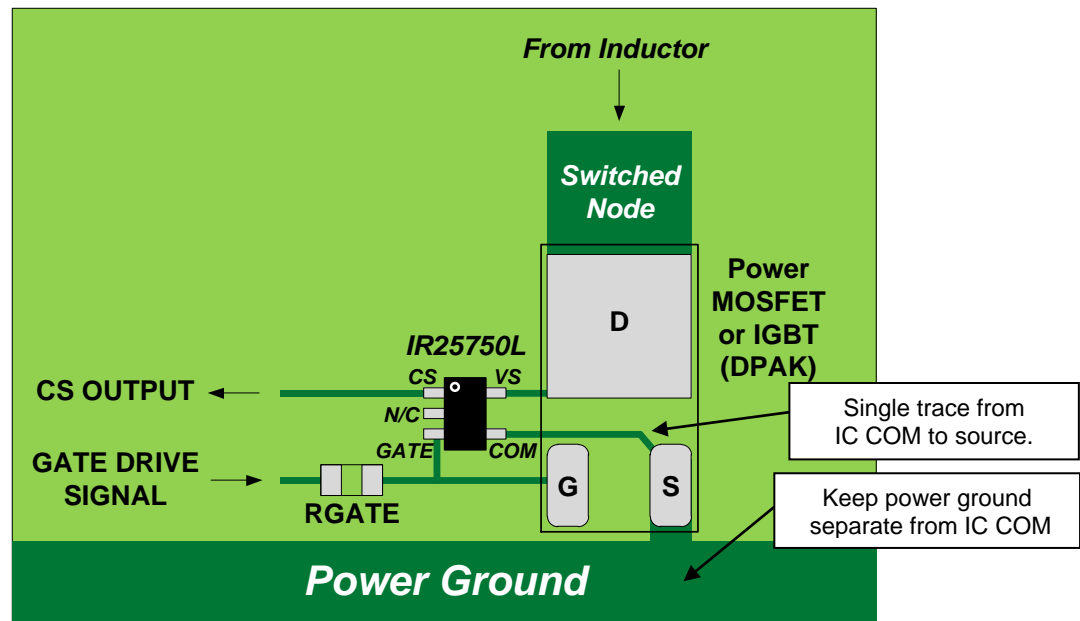 From Inductor
Switched
Node
Power
MOSFET
or IGBT
(DPAK)
D
IR25750L
CS
VS
CS OUTPUT
N/C
GATE
COM
Single trace from
IC COM to source.
GATE DRIVE
SIGNAL
RGATE
G
S
Keep power ground
separate from IC COM
Power Ground